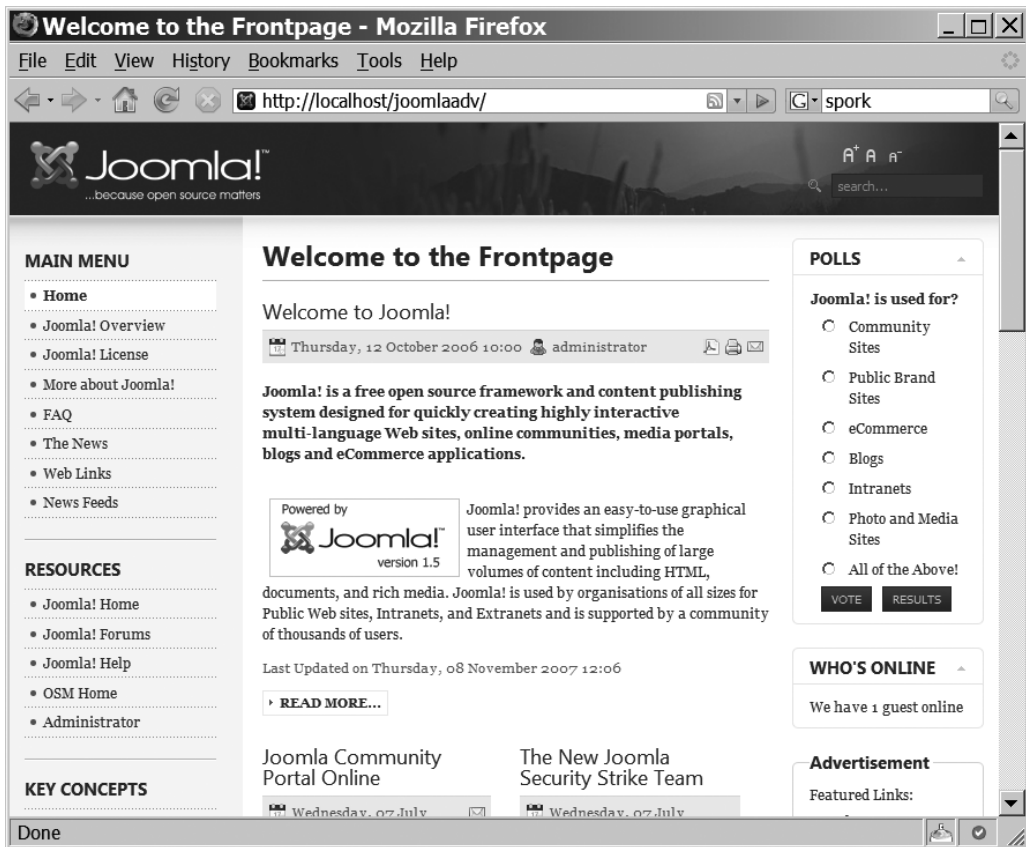 Welcome to the Frontpage - Mozilla Firefox
File Edit View History Bookmarks Tools Help
http://localhost/joomlaadv/
G spork
Joomla!™
...because open source matters
A+ A A-
search...
MAIN MENU
Home
Joomla! Overview
Joomla! License
More about Joomla!
FAQ
The News
Web Links
News Feeds
RESOURCES
Joomla! Home
Joomla! Forums
Joomla! Help
OSM Home
Administrator
KEY CONCEPTS
Welcome to the Frontpage
Welcome to Joomla!
Thursday, 12 October 2006 10:00 administrator
Joomla! is a free open source framework and content publishing
system designed for quickly creating highly interactive
multi-language Web sites, online communities, media portals,
blogs and eCommerce applications.
Powered by
Joomla!™
version 1.5
Joomla! provides an easy-to-use graphical
user interface that simplifies the
management and publishing of large
volumes of content including HTML,
documents, and rich media. Joomla! is used by organisations of all sizes for
Public Web sites, Intranets, and Extranets and is supported by a community
of thousands of users.
Last Updated on Thursday, 08 November 2007 12:06
READ MORE...
Joomla Community
Portal Online
Wednesday, 07 July
The New Joomla
Security Strike Team
Wednesday, 07 July
POLLS
Joomla! is used for?
Community
Sites
Public Brand
Sites
eCommerce
Blogs
Intranets
Photo and Media
Sites
All of the Above!
VOTE RESULTS
WHO'S ONLINE
We have 1 guest online
Advertisement
Featured Links:
Done